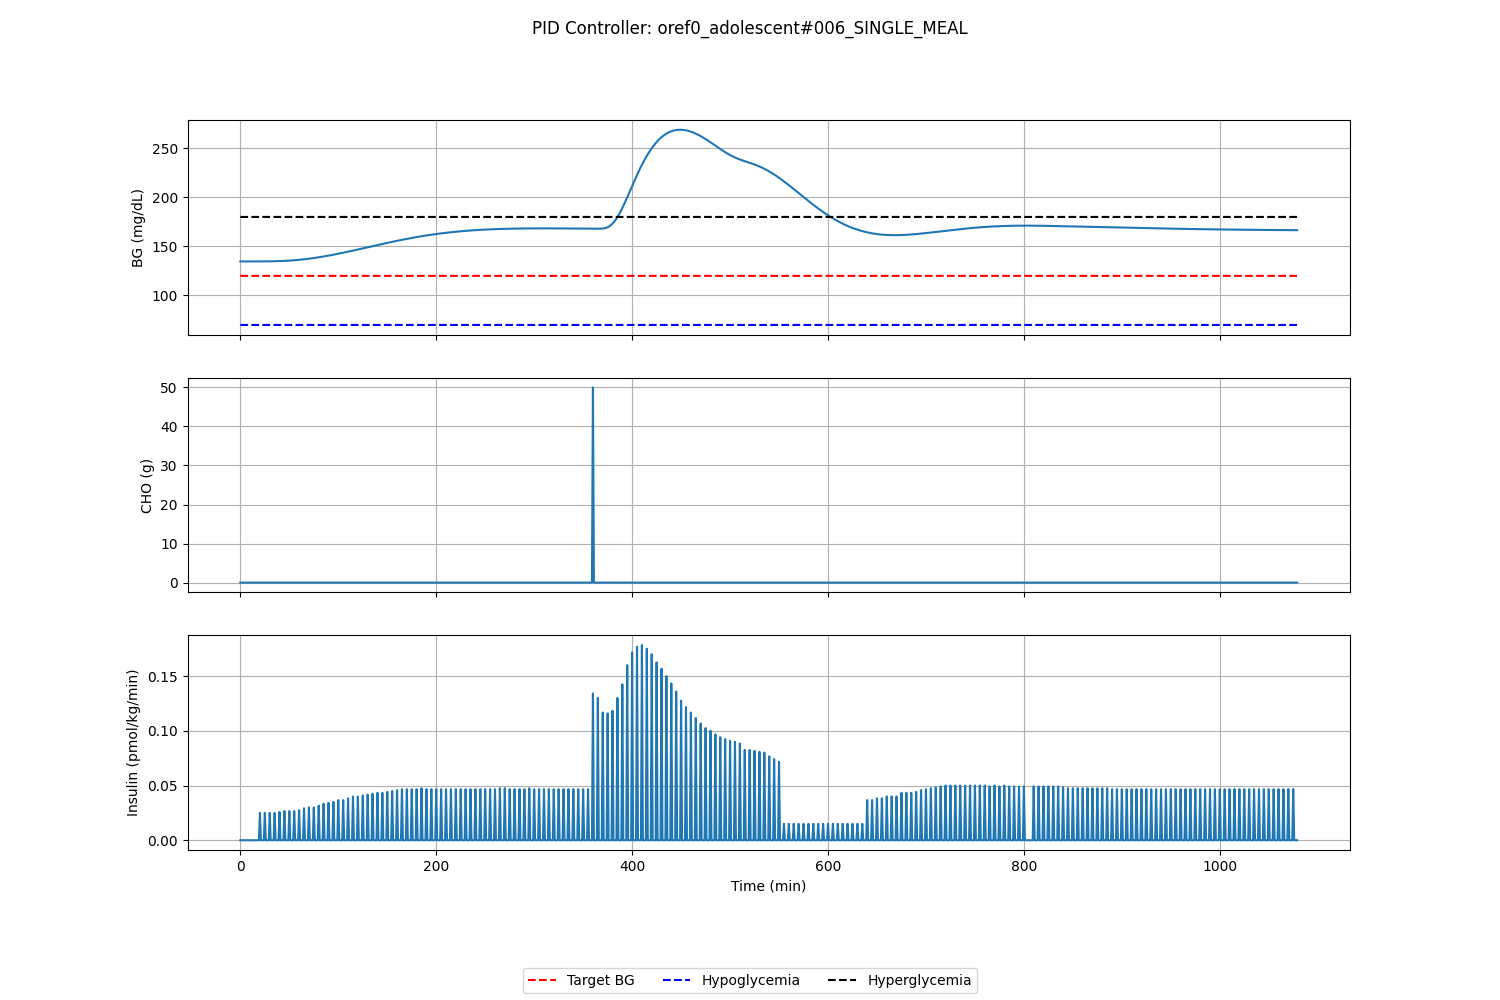 PID Controller: oref0_adolescent#006_SINGLE_MEAL
BG (mg/dL)
250
200
150
100
CHO (g)
50
40
30
20
10
0
Insulin (pmol/kg/min)
0.15
0.10
0.05
0.00
0 200 400 600 800 1000
Time (min)
Target BG Hypoglycemia Hyperglycemia